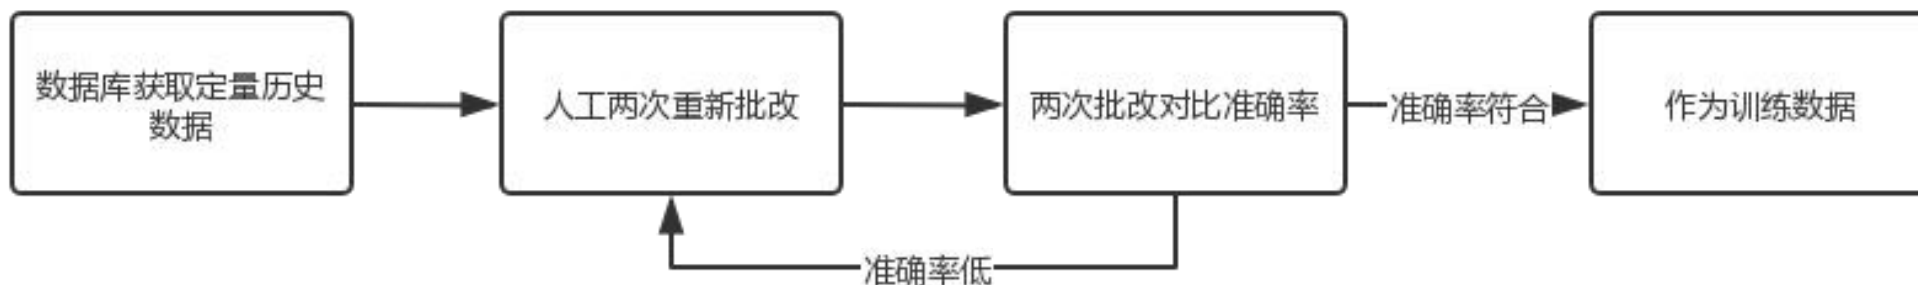 数据库获取定量历史
数据
人工两次重新批改
两次批改对比准确率
准确率符合
作为训练数据
准确率低